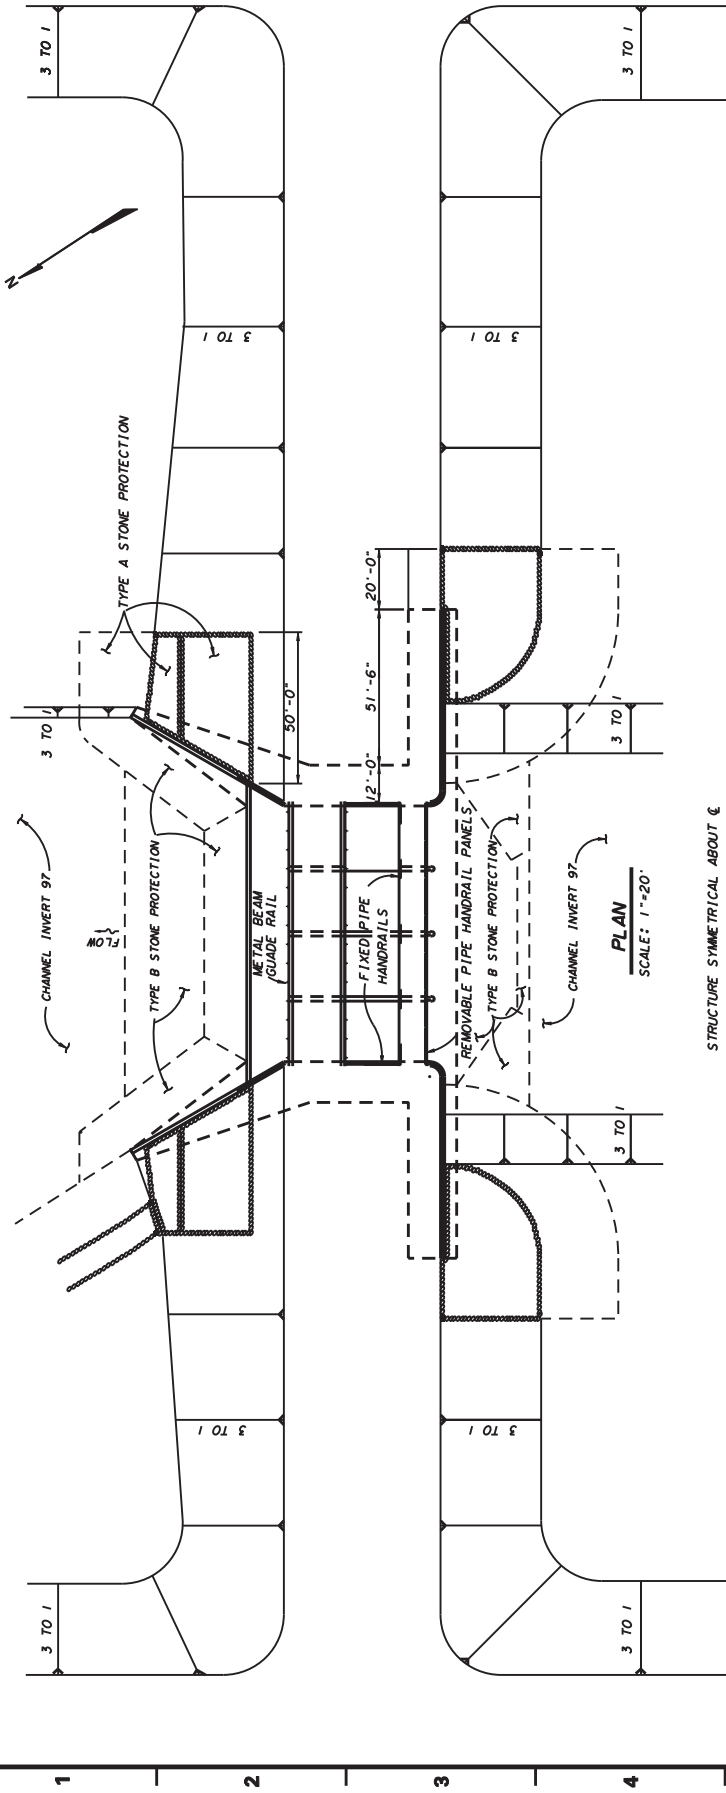 3 TO 1
3 TO 1
N
3 TO 1
3 TO 1
TYPE A STONE PROTECTION
20'-0"
50'-0"
51'-6"
12'-0"
3 TO 1
3 TO 1
CHANNEL INVERT 97
FLOW
TYPE B STONE PROTECTION
METAL BEAM
GUADE RAIL
FIXED PIPE
HANDRAILS
REMOVABLE PIPE HANDRAIL PANELS
TYPE B STONE PROTECTION
CHANNEL INVERT 97
PLAN
SCALE: 1"=20'
STRUCTURE SYMMETRICAL ABOUT ℄
3 TO 1
3 TO 1
3 TO 1
3 TO 1
3 TO 1
1
2
3
4